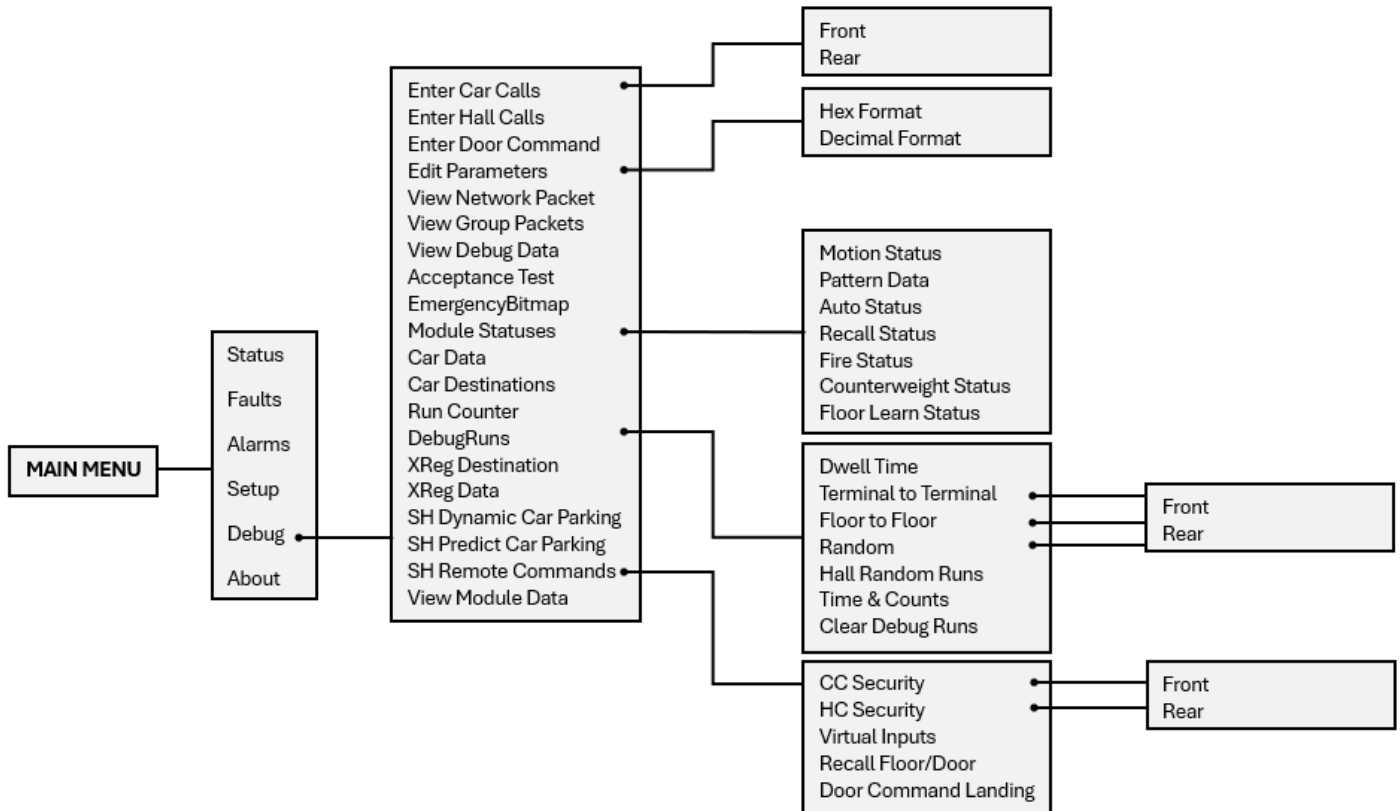 MAIN MENU
Status
Faults
Alarms
Setup
Debug
About
Enter Car Calls
Enter Hall Calls
Enter Door Command
Edit Parameters
View Network Packet
View Group Packets
View Debug Data
Acceptance Test
EmergencyBitmap
Module Statuses
Car Data
Car Destinations
Run Counter
DebugRuns
XReg Destination
XReg Data
SH Dynamic Car Parking
SH Predict Car Parking
SH Remote Commands
View Module Data
Front
Rear
Hex Format
Decimal Format
Motion Status
Pattern Data
Auto Status
Recall Status
Fire Status
Counterweight Status
Floor Learn Status
Dwell Time
Terminal to Terminal
Floor to Floor
Random
Hall Random Runs
Time & Counts
Clear Debug Runs
Front
Rear
CC Security
HC Security
Virtual Inputs
Recall Floor/Door
Door Command Landing
Front
Rear